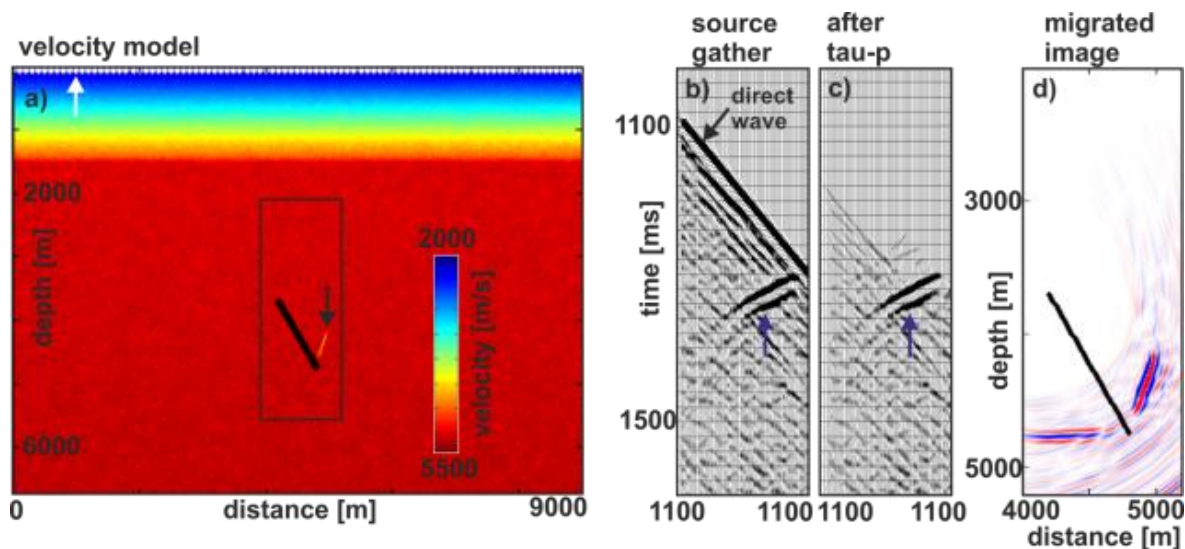 velocity model
a)
2000
depth [m]
6000
0
distance [m]
9000
2000
velocity [m/s]
5500
source
gather
b)
direct
wave
1100
time [ms]
1500
1100
1100
after
tau-p
c)
1100
1100
migrated
image
d)
3000
depth [m]
5000
4000
5000
distance [m]